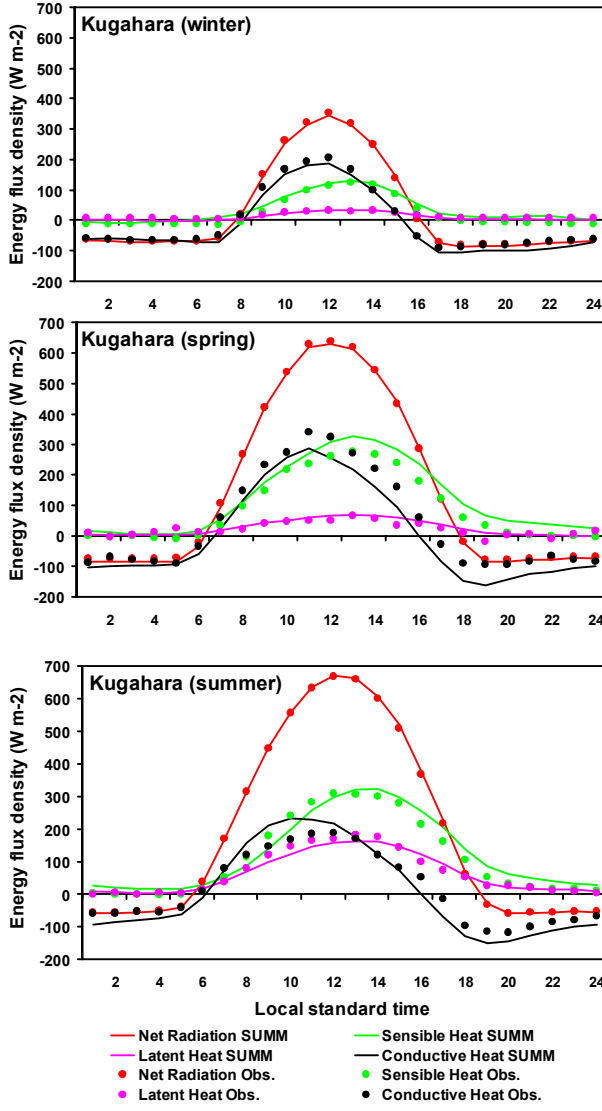 700
Kugahara (winter)
600
500
400
300
200
100
0
-100
-200
Energy flux density (W m-2)
2 4 6 8 10 12 14 16 18 20 22 24
700
Kugahara (spring)
600
500
400
300
200
100
0
-100
-200
Energy flux density (W m-2)
2 4 6 8 10 12 14 16 18 20 22 24
700
Kugahara (summer)
600
500
400
300
200
100
0
-100
-200
Energy flux density (W m-2)
2 4 6 8 10 12 14 16 18 20 22 24
Local standard time
Net Radiation SUMM Sensible Heat SUMM
Latent Heat SUMM Conductive Heat SUMM
Net Radiation Obs. Sensible Heat Obs.
Latent Heat Obs. Conductive Heat Obs.